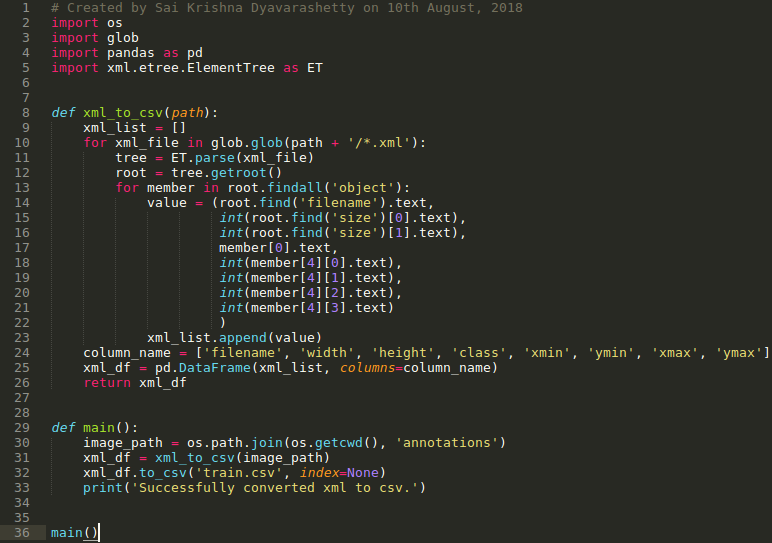 1 # Created by Sai Krishna Dyavarashetty on 10th August, 2018
2 import os
3 import glob
4 import pandas as pd
5 import xml.etree.ElementTree as ET
6
7
8 def xml_to_csv(path):
9     xml_list = []
10     for xml_file in glob.glob(path + '/*.xml'):
11         tree = ET.parse(xml_file)
12         root = tree.getroot()
13         for member in root.findall('object'):
14             value = (root.find('filename').text,
15                      int(root.find('size')[0].text),
16                      int(root.find('size')[1].text),
17                      member[0].text,
18                      int(member[4][0].text),
19                      int(member[4][1].text),
20                      int(member[4][2].text),
21                      int(member[4][3].text)
22                      )
23             xml_list.append(value)
24     column_name = ['filename', 'width', 'height', 'class', 'xmin', 'ymin', 'xmax', 'ymax']
25     xml_df = pd.DataFrame(xml_list, columns=column_name)
26     return xml_df
27
28
29 def main():
30     image_path = os.path.join(os.getcwd(), 'annotations')
31     xml_df = xml_to_csv(image_path)
32     xml_df.to_csv('train.csv', index=None)
33     print('Successfully converted xml to csv.')
34
35
36 main()